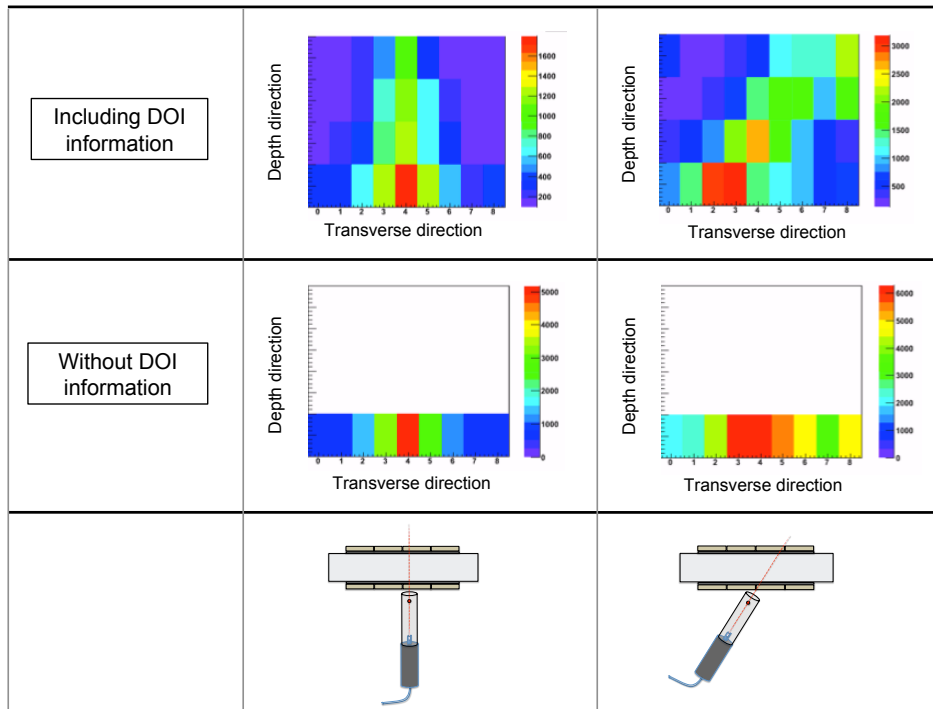 Including DOI
information
Depth direction
1600
1400
1200
1000
800
600
400
200
0 1 2 3 4 5 6 7 8
Transverse direction
Depth direction
3000
2500
2000
1500
1000
500
0 1 2 3 4 5 6 7 8
Transverse direction
Without DOI
information
Depth direction
5000
4000
3000
2000
1000
0
0 1 2 3 4 5 6 7 8
Transverse direction
Depth direction
6000
5000
4000
3000
2000
1000
0
0 1 2 3 4 5 6 7 8
Transverse direction